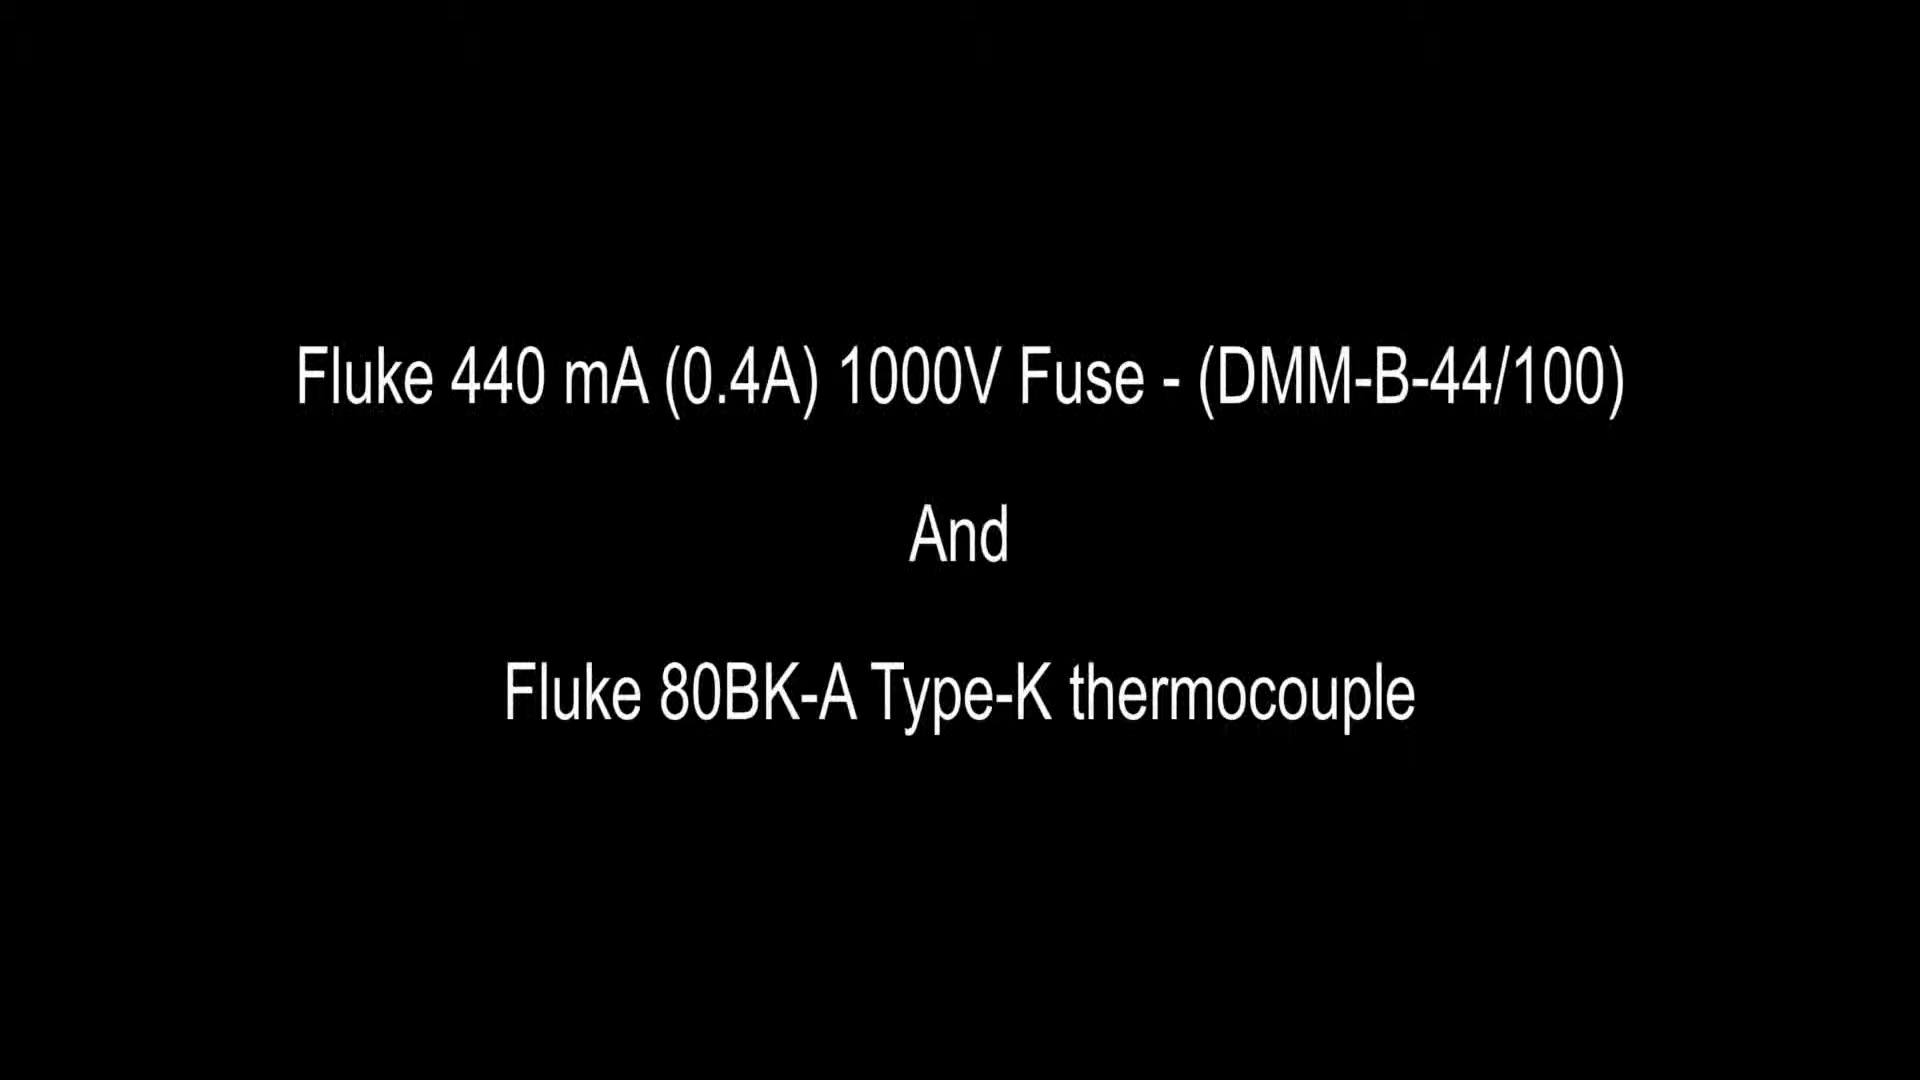 Fluke 440 mA (0.4A) 1000V Fuse - (DMM-B-44/100)
And
Fluke 80BK-A Type-K thermocouple